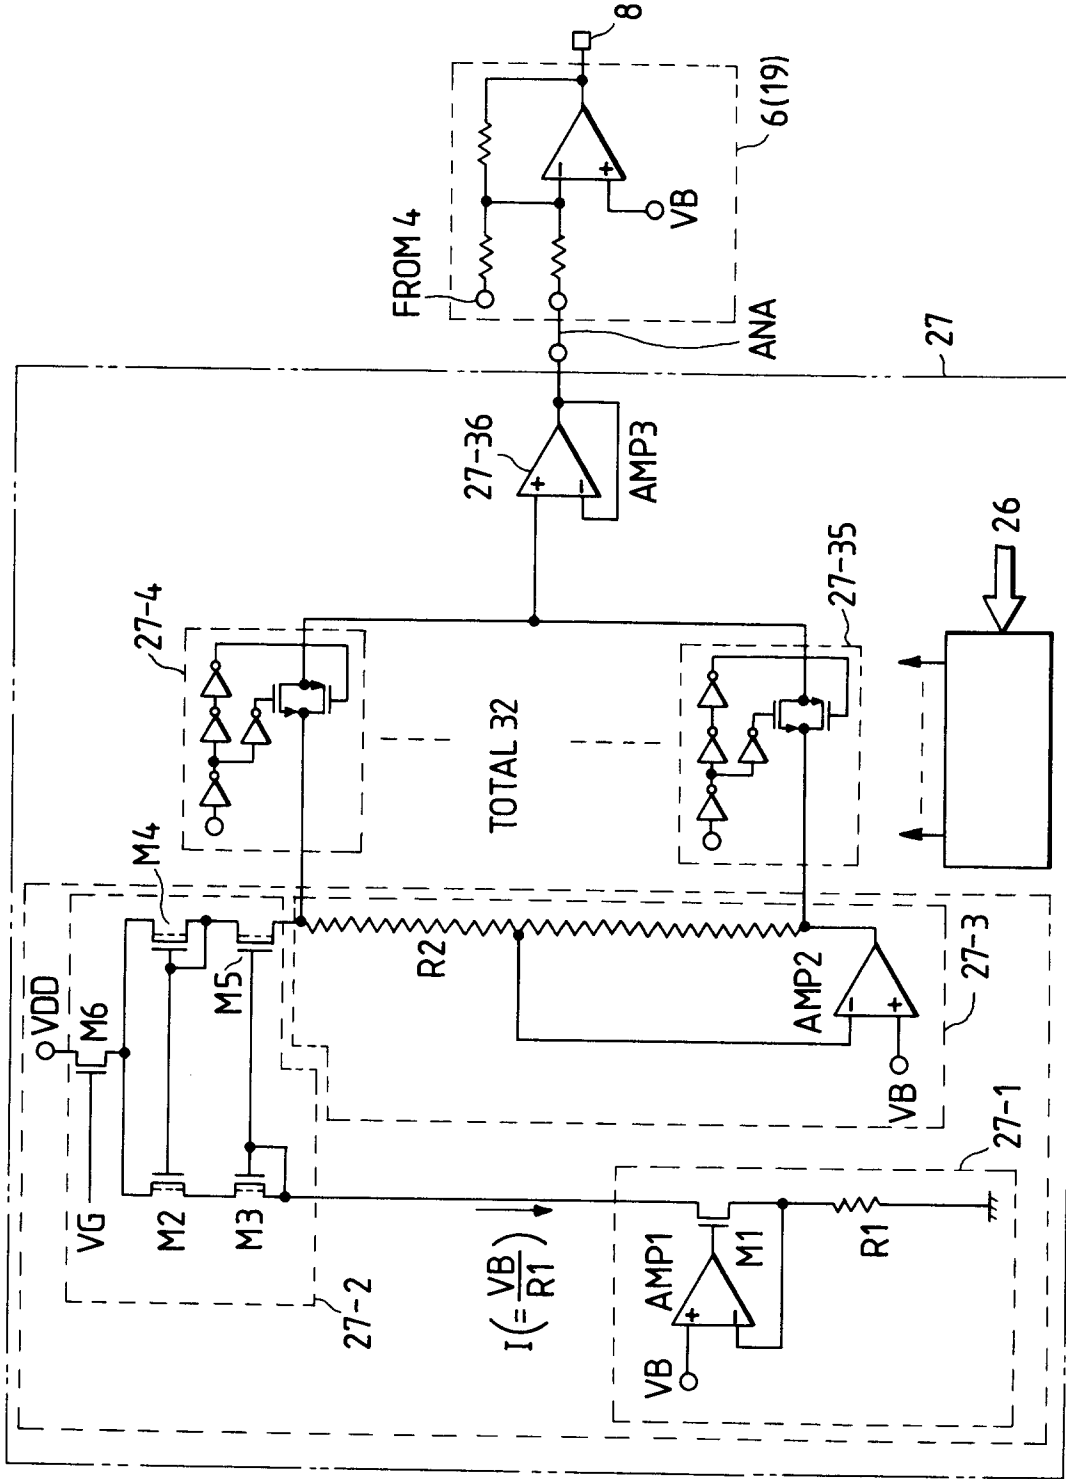 8
6(19)
FROM 4
−
+
VB
ANA
27
27-36
+
−
AMP3
27-4
TOTAL 32
27-35
26
VDD
M6
M4
M5
VG
M2
M3
27-2
R2
AMP2
−
+
VB
27-3
I(=VB/R1)
27-1
AMP1
+
−
VB
M1
R1